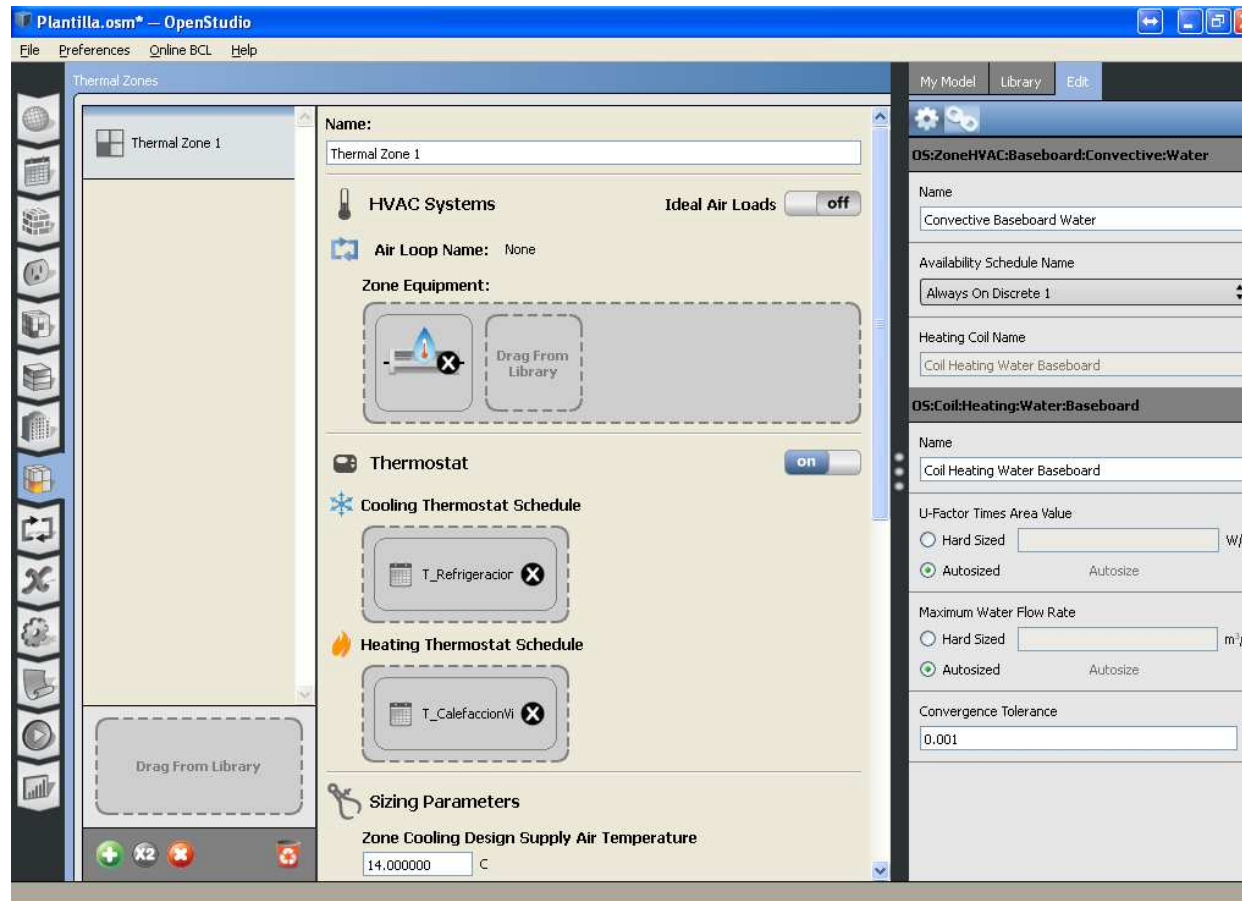 Plantilla.osm* — OpenStudio
File Preferences Online BCL Help
Thermal Zones
My Model Library Edit
Thermal Zone 1
Name:
Thermal Zone 1
HVAC Systems Ideal Air Loads off
Air Loop Name: None
Zone Equipment:
Drag From
Library
Thermostat on
Cooling Thermostat Schedule
T_Refrigeracior
Heating Thermostat Schedule
T_CalefaccionVi
Sizing Parameters
Zone Cooling Design Supply Air Temperature
14.000000 C
Drag From Library
X2
OS:ZoneHVAC:Baseboard:Convective:Water
Name
Convective Baseboard Water
Availability Schedule Name
Always On Discrete 1
Heating Coil Name
Coil Heating Water Baseboard
OS:Coil:Heating:Water:Baseboard
Name
Coil Heating Water Baseboard
U-Factor Times Area Value
Hard Sized W/
Autosized Autosize
Maximum Water Flow Rate
Hard Sized m³/
Autosized Autosize
Convergence Tolerance
0.001